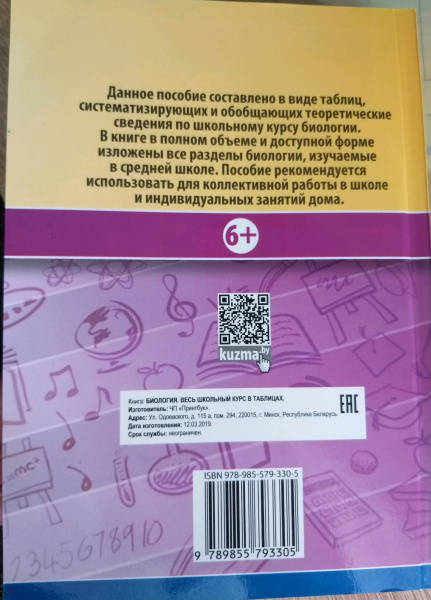 Данное пособие составлено в виде таблиц,
систематизирующих и обобщающих теоретические
сведения по школьному курсу биологии.
В книге в полном объеме и доступной форме
изложены все разделы биологии, изучаемые
в средней школе. Пособие рекомендуется
использовать для коллективной работы в школе
и индивидуальных занятий дома.
6+
kuzma.by
Книга: БИОЛОГИЯ. ВЕСЬ ШКОЛЬНЫЙ КУРС В ТАБЛИЦАХ.
Изготовитель: ЧП «Принтбук».
Адрес: Ул. Одоевского, д. 115 а, пом. 294, 220015, г. Минск, Республика Беларусь.
Дата изготовления: 12.03.2019.
Срок службы: неограничен.
EAC
ISBN 978-985-579-330-5
9 789855 793305
12345678910